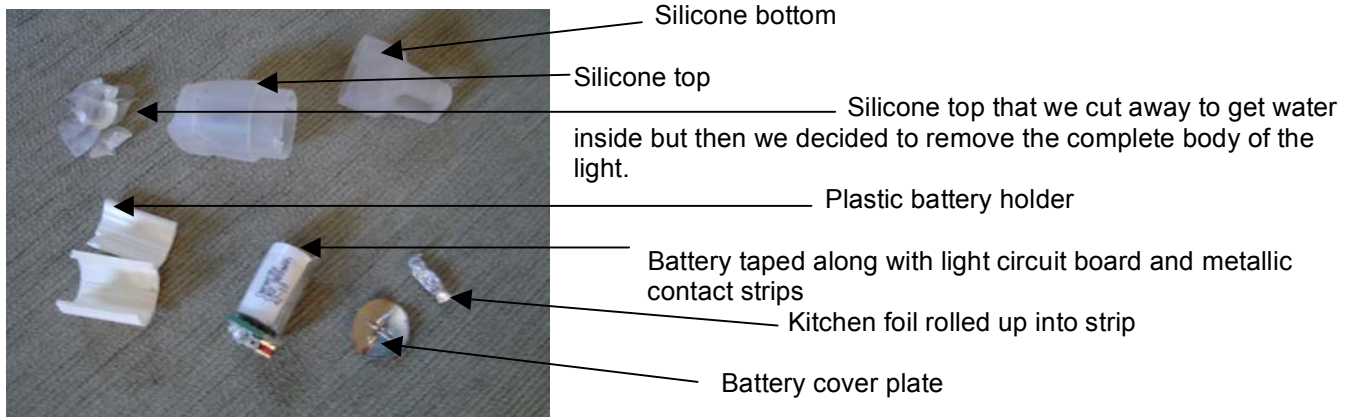 Silicone bottom
Silicone top
Silicone top that we cut away to get water
inside but then we decided to remove the complete body of the
light.
Plastic battery holder
Battery taped along with light circuit board and metallic
contact strips
Kitchen foil rolled up into strip
Battery cover plate